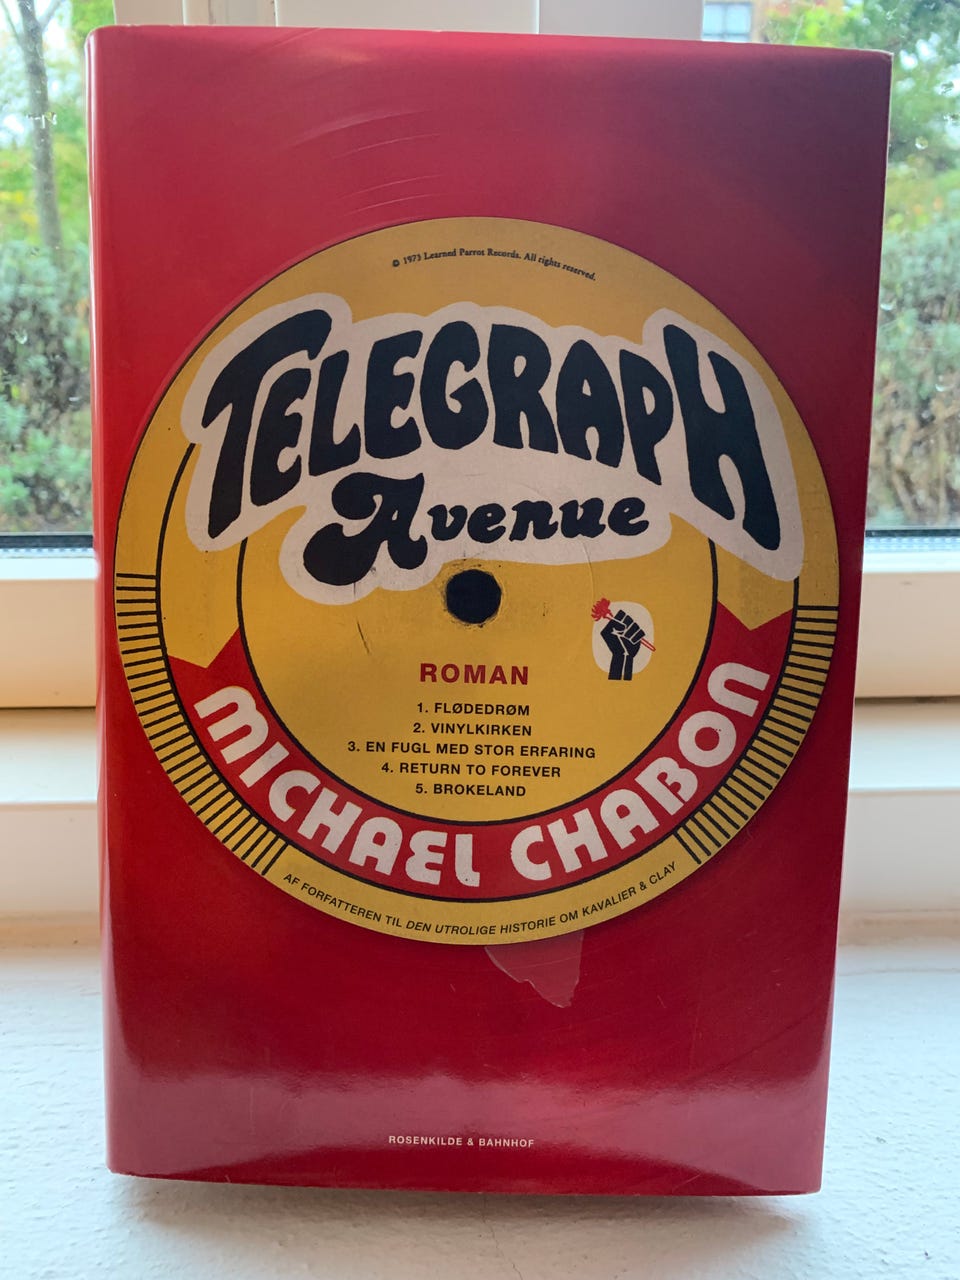 © 1973 Learned Parrot Records. All rights reserved.
TELEGRAPH
Avenue
ROMAN
1. FLØDEDRØM
2. VINYLKIRKEN
3. EN FUGL MED STOR ERFARING
4. RETURN TO FOREVER
5. BROKELAND
MICHAEL CHABON
AF FORFATTEREN TIL DEN UTROLIGE HISTORIE OM KAVALIER & CLAY
ROSENKILDE & BAHNHOF